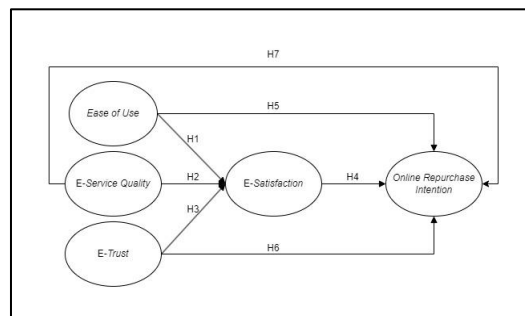 H7
Ease of Use
H5
H1
E-Service Quality
H2
E-Satisfaction
H4
Online Repurchase
Intention
H3
E-Trust
H6